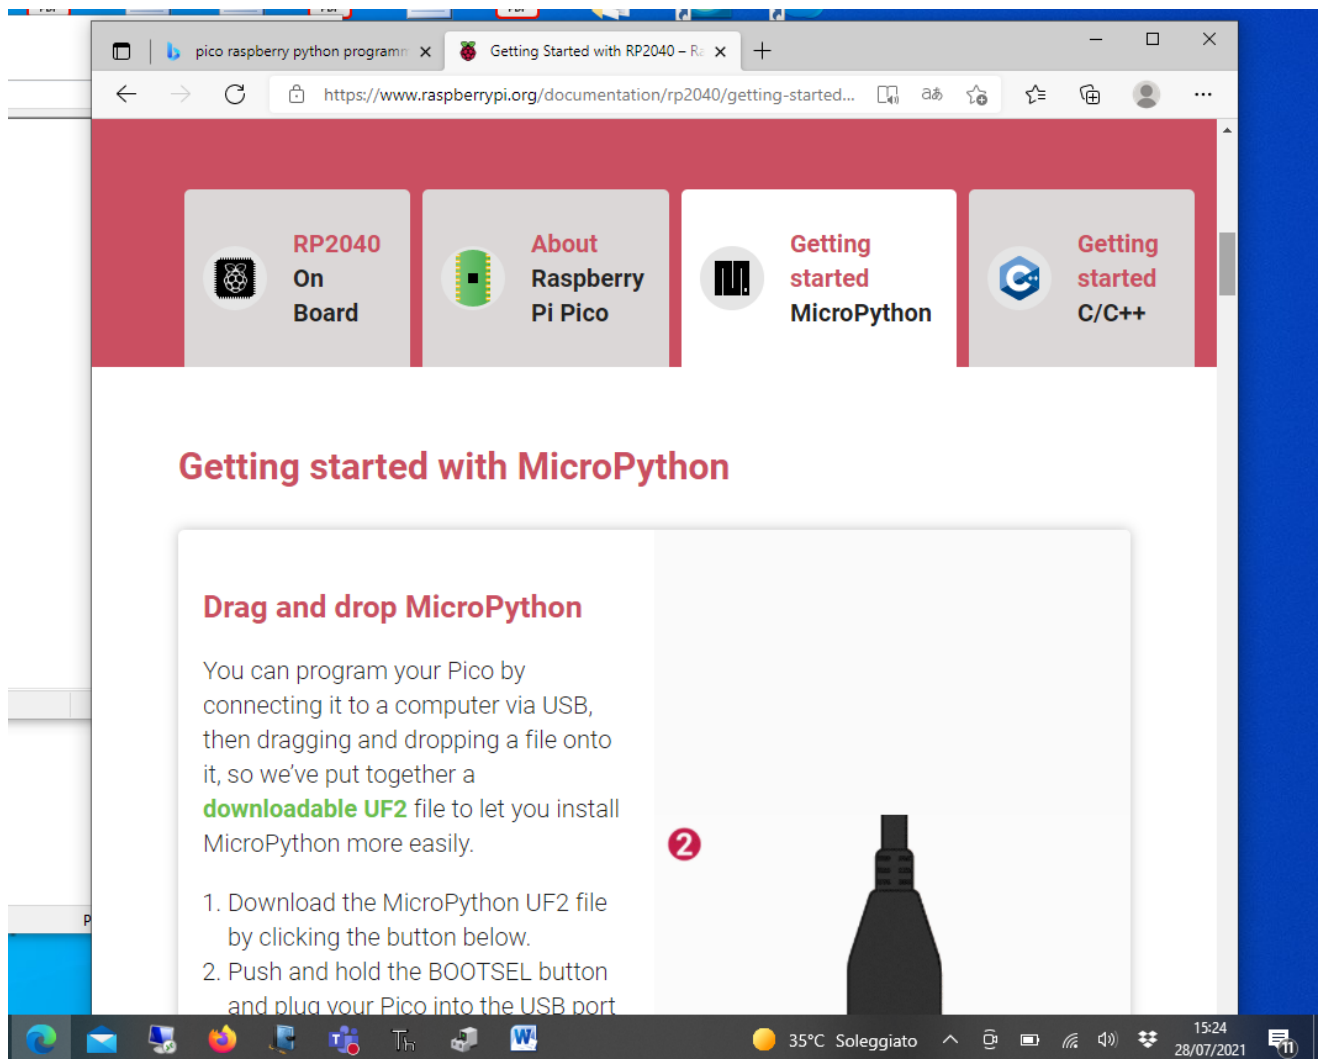 PDF
PDF
PDF
pico raspberry python programm
Getting Started with RP2040 – Ra
https://www.raspberrypi.org/documentation/rp2040/getting-started...
RP2040
On
Board
About
Raspberry
Pi Pico
Getting
started
MicroPython
Getting
started
C/C++
Getting started with MicroPython
Drag and drop MicroPython
You can program your Pico by
connecting it to a computer via USB,
then dragging and dropping a file onto
it, so we've put together a
downloadable UF2 file to let you install
MicroPython more easily.
2
1. Download the MicroPython UF2 file
by clicking the button below.
2. Push and hold the BOOTSEL button
and plug your Pico into the USB port
P
Th
W
35°C Soleggiato
15:24
28/07/2021
11